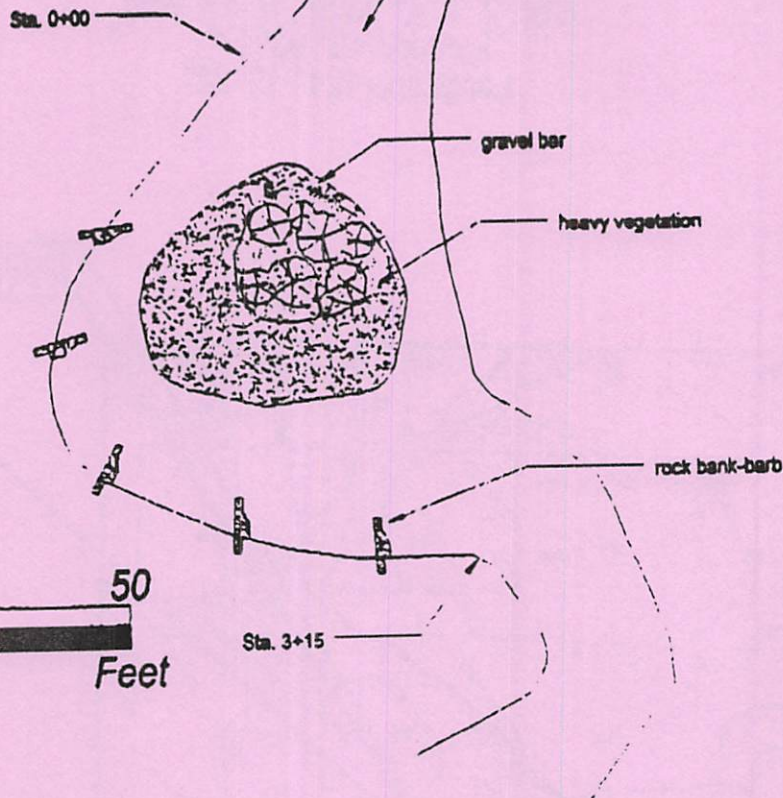 Sta. 0+00
gravel bar
heavy vegetation
rock bank-barb
50
Sta. 3+15
Feet